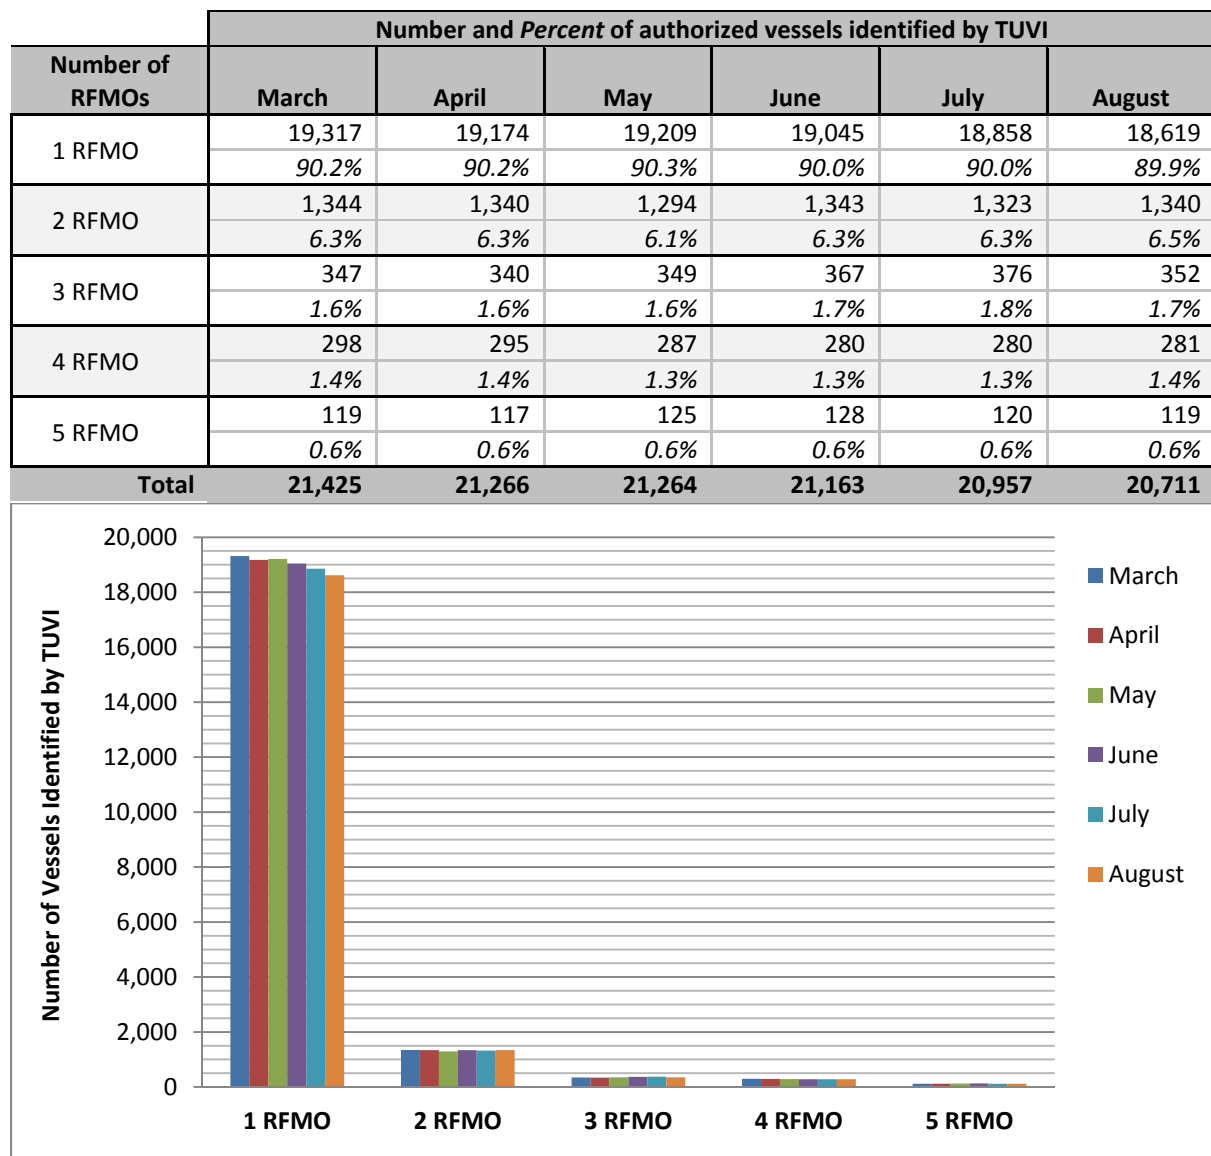 Number and Percent of authorized vessels identified by TUVI
Number of RFMOs March April May June July August
1 RFMO 19,317 19,174 19,209 19,045 18,858 18,619
90.2% 90.2% 90.3% 90.0% 90.0% 89.9%
2 RFMO 1,344 1,340 1,294 1,343 1,323 1,340
6.3% 6.3% 6.1% 6.3% 6.3% 6.5%
3 RFMO 347 340 349 367 376 352
1.6% 1.6% 1.6% 1.7% 1.8% 1.7%
4 RFMO 298 295 287 280 280 281
1.4% 1.4% 1.3% 1.3% 1.3% 1.4%
5 RFMO 119 117 125 128 120 119
0.6% 0.6% 0.6% 0.6% 0.6% 0.6%
Total 21,425 21,266 21,264 21,163 20,957 20,711
Number of Vessels Identified by TUVI
20,000
18,000
16,000
14,000
12,000
10,000
8,000
6,000
4,000
2,000
0
1 RFMO 2 RFMO 3 RFMO 4 RFMO 5 RFMO
March
April
May
June
July
August